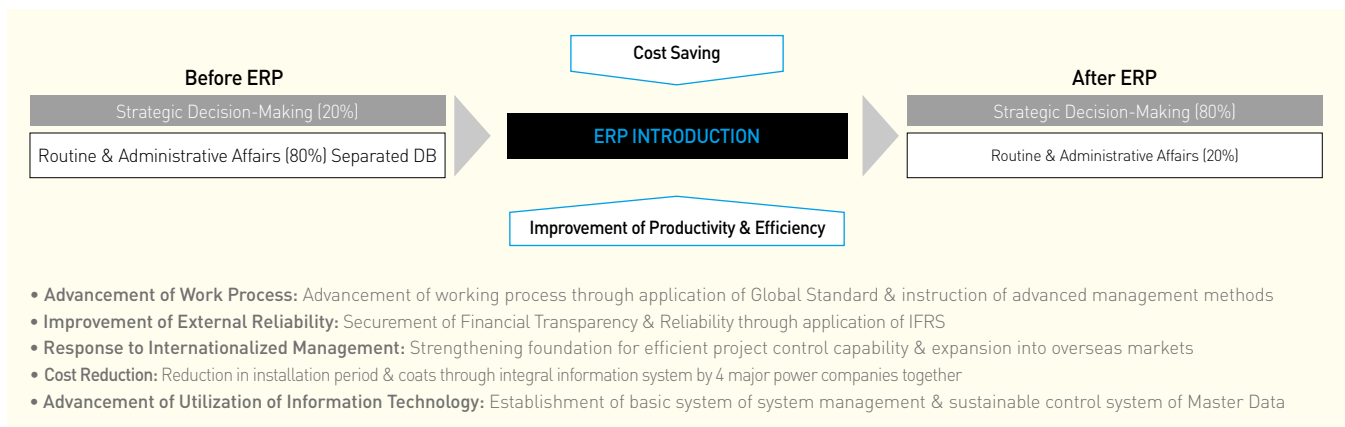 Cost Saving
Before ERP
After ERP
Strategic Decision-Making (20%)
Routine & Administrative Affairs (80%) Separated DB
ERP INTRODUCTION
Strategic Decision-Making (80%)
Routine & Administrative Affairs (20%)
Improvement of Productivity & Efficiency
• Advancement of Work Process: Advancement of working process through application of Global Standard & instruction of advanced management methods
• Improvement of External Reliability: Securement of Financial Transparency & Reliability through application of IFRS
• Response to Internationalized Management: Strengthening foundation for efficient project control capability & expansion into overseas markets
• Cost Reduction: Reduction in installation period & coats through integral information system by 4 major power companies together
• Advancement of Utilization of Information Technology: Establishment of basic system of system management & sustainable control system of Master Data